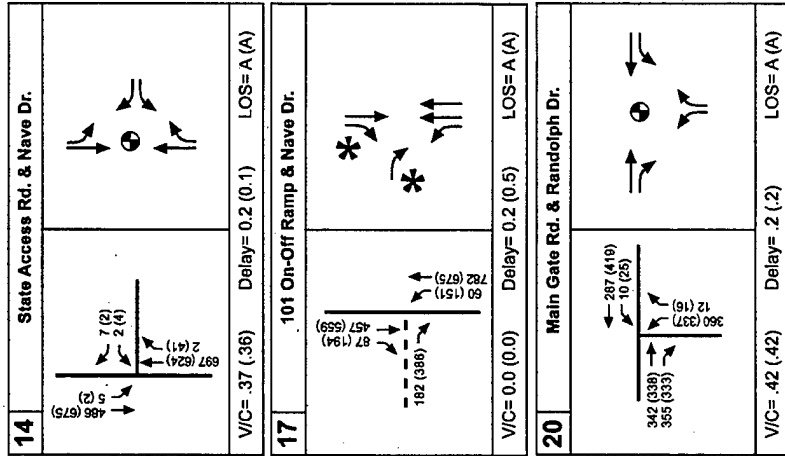 14 State Access Rd. & Nave Dr.
7 (2)
2 (4)
486 (675)
5 (2)
2 (41)
697 (624)
V/C= .37 (.36) Delay= 0.2 (0.1) LOS= A (A)
17 101 On-Off Ramp & Nave Dr.
457 (559)
87 (194)
182 (386)
60 (151)
782 (675)
V/C= 0.0 (0.0) Delay= 0.2 (0.5) LOS= A (A)
20 Main Gate Rd. & Randolph Dr.
287 (419)
10 (25)
342 (338)
355 (333)
12 (16)
360 (337)
V/C= .42 (.42) Delay= .2 (.2) LOS= A (A)